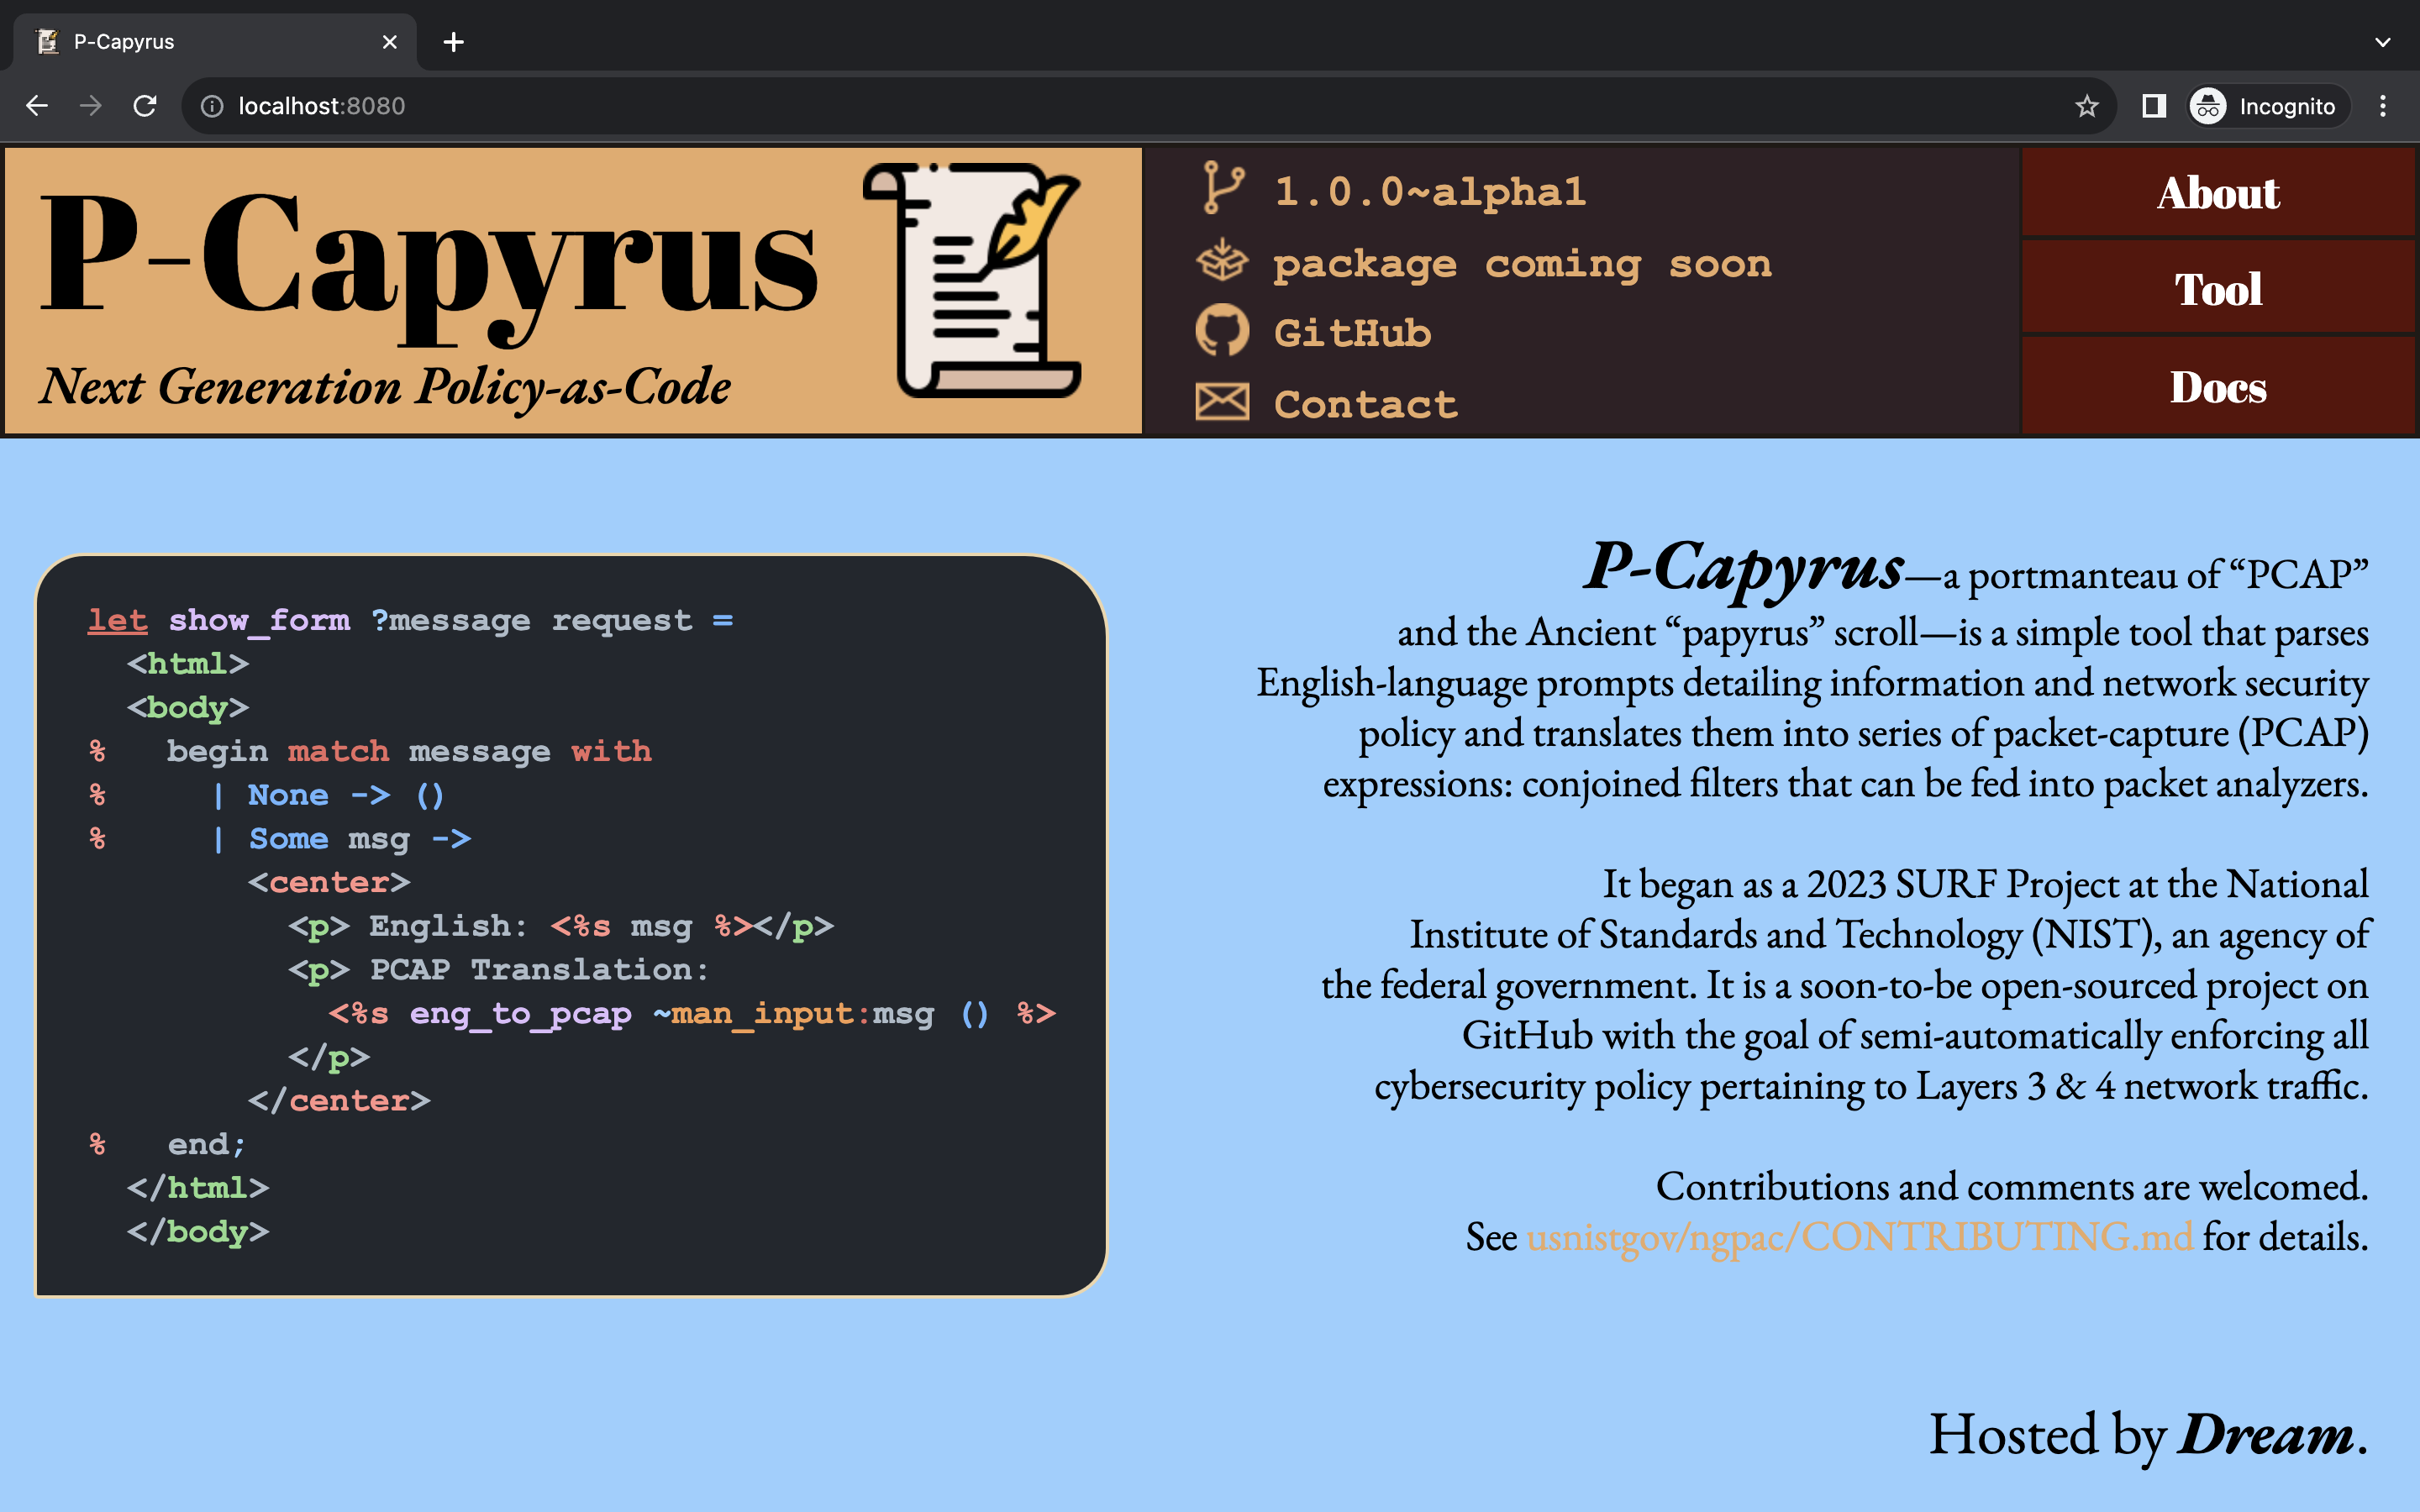 P-Capyrus
localhost:8080
Incognito
P-Capyrus
Next Generation Policy-as-Code
1.0.0~alpha1
package coming soon
GitHub
Contact
About
Tool
Docs
let show_form ?message request =
<html>
<body>
% begin match message with
% | None -> ()
% | Some msg ->
<center>
<p> English: <%s msg %></p>
<p> PCAP Translation:
<%s eng_to_pcap ~man_input:msg () %>
</p>
</center>
% end;
</html>
</body>
P-Capyrus—a portmanteau of “PCAP”
and the Ancient “papyrus” scroll—is a simple tool that parses
English-language prompts detailing information and network security
policy and translates them into series of packet-capture (PCAP)
expressions: conjoined filters that can be fed into packet analyzers.
It began as a 2023 SURF Project at the National
Institute of Standards and Technology (NIST), an agency of
the federal government. It is a soon-to-be open-sourced project on
GitHub with the goal of semi-automatically enforcing all
cybersecurity policy pertaining to Layers 3 & 4 network traffic.
Contributions and comments are welcomed.
See usnistgov/ngpac/CONTRIBUTING.md for details.
Hosted by Dream.